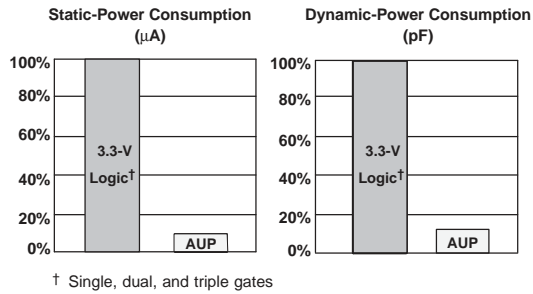 Static-Power Consumption
(µA)
100%
80%
60%
40%
20%
0%
3.3-V
Logic†
AUP
Dynamic-Power Consumption
(pF)
100%
80%
60%
40%
20%
0%
3.3-V
Logic†
AUP
† Single, dual, and triple gates